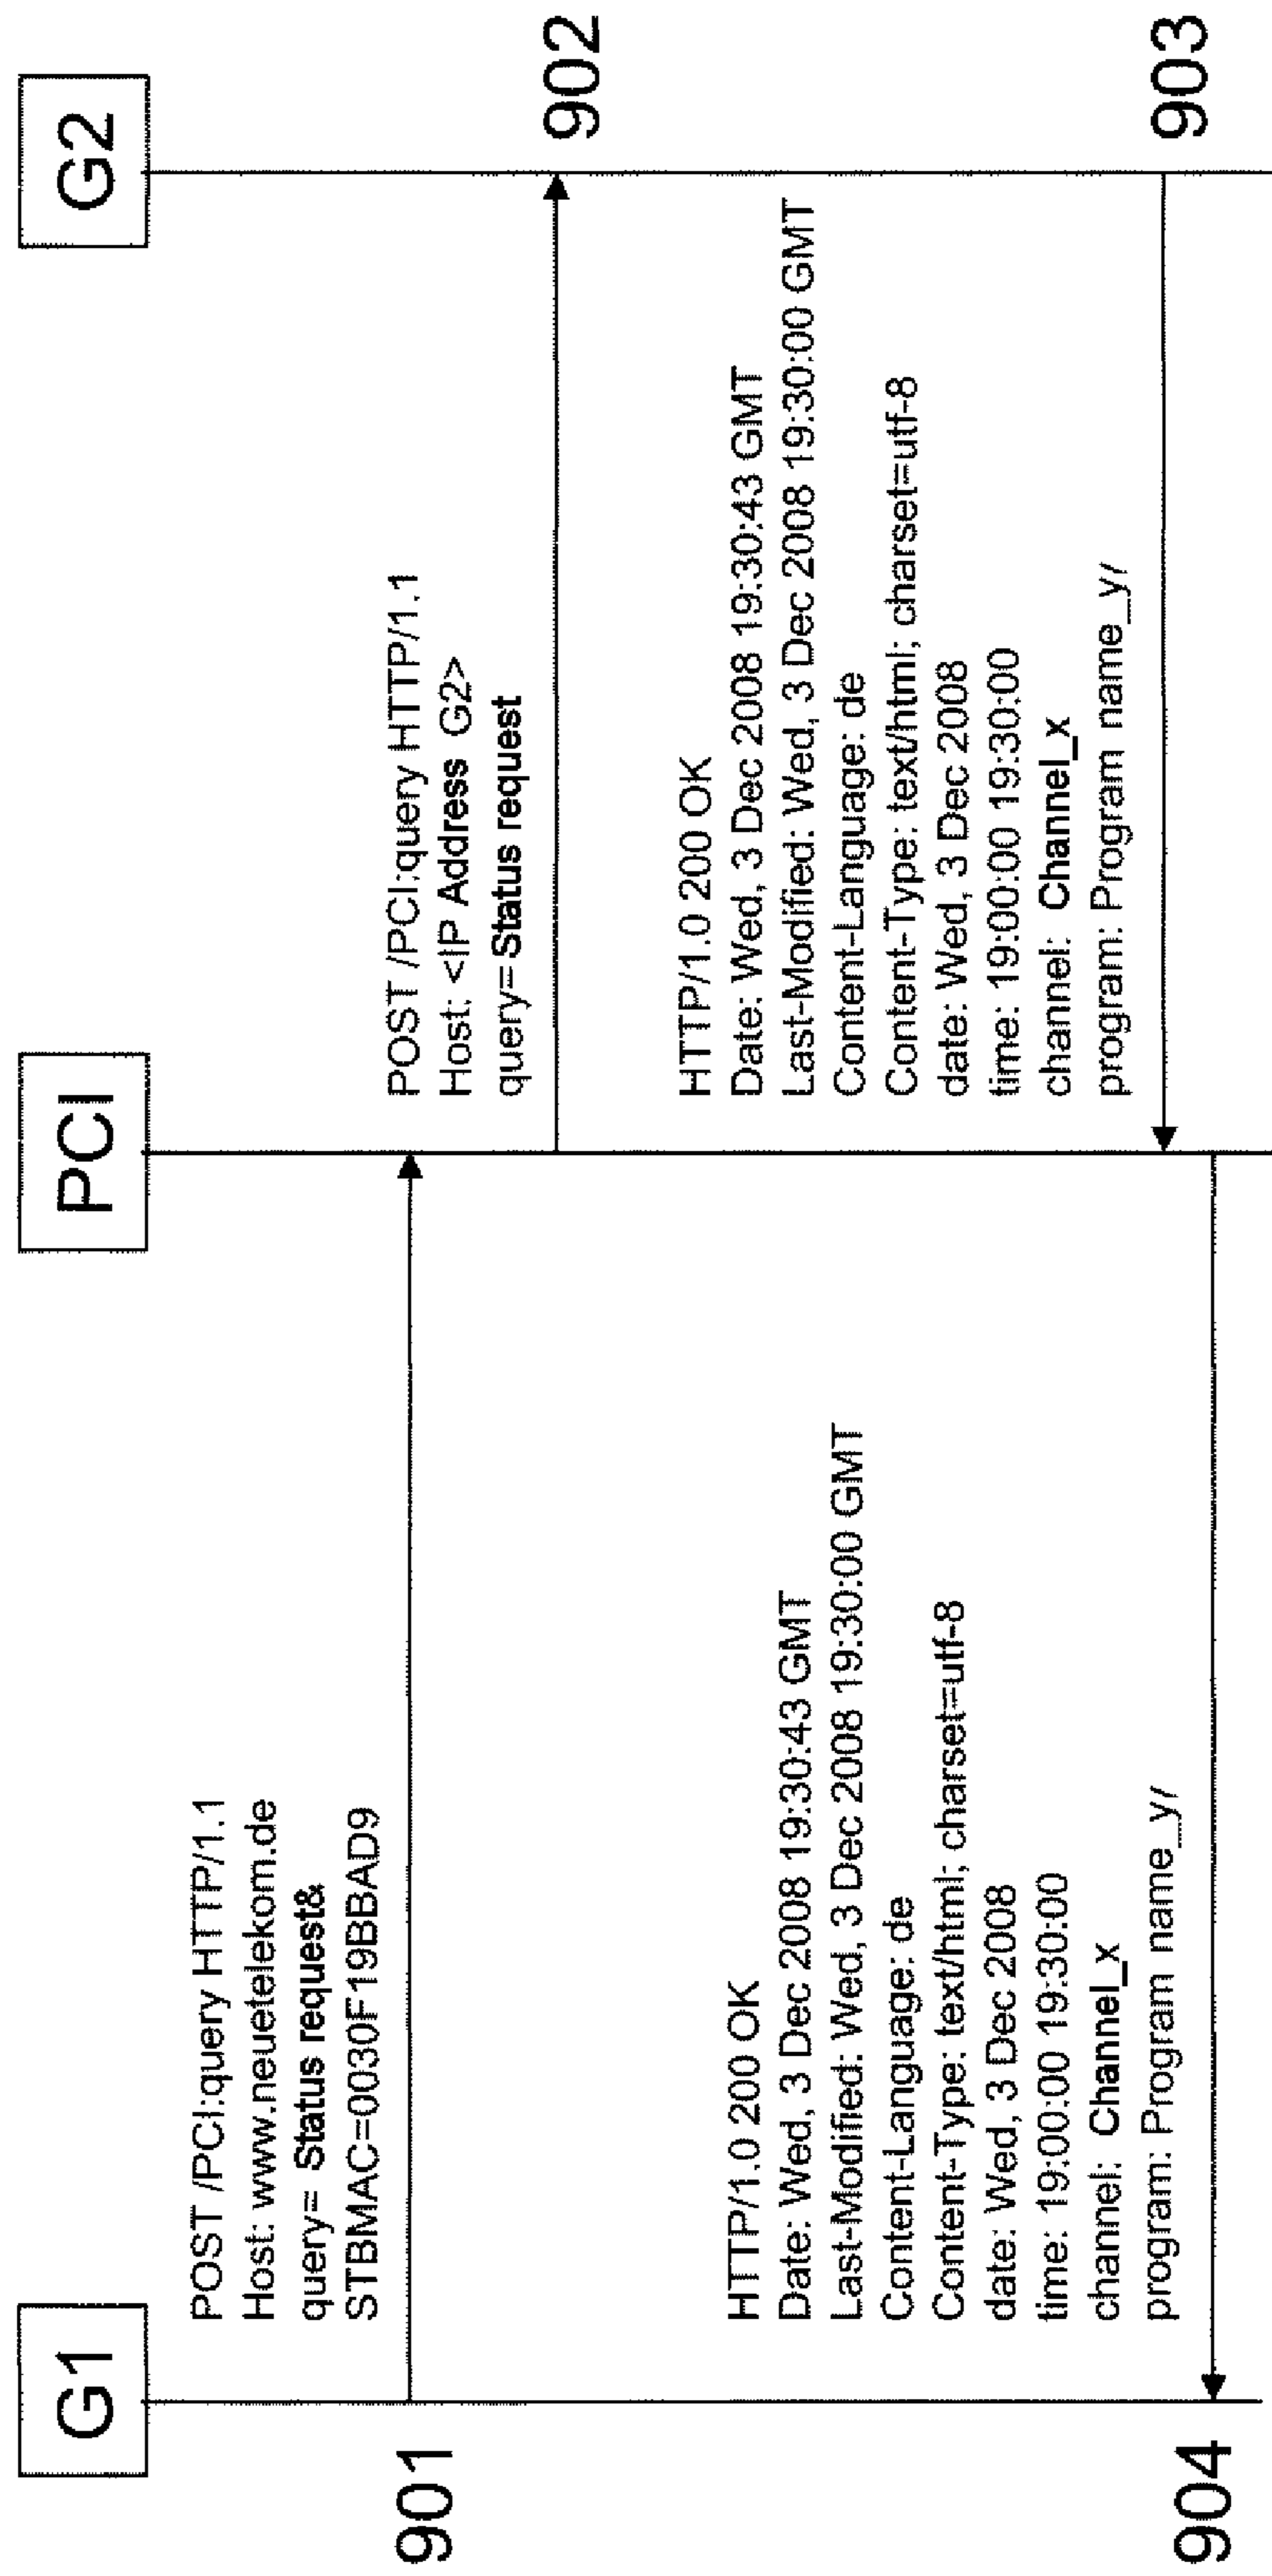 G1
PCI
G2
POST /PCI:query HTTP/1.1
Host: www.neuetelekom.de
query= Status request&
STBMAC=0030F19BBAD9
901
POST /PCI:query HTTP/1.1
Host: <IP Address G2>
query=Status request
902
HTTP/1.0 200 OK
Date: Wed, 3 Dec 2008 19:30:43 GMT
Last-Modified: Wed, 3 Dec 2008 19:30:00 GMT
Content-Language: de
Content-Type: text/html; charset=utf-8
date: Wed, 3 Dec 2008
time: 19:00:00 19:30:00
channel: Channel_x
program: Program name_y/
903
HTTP/1.0 200 OK
Date: Wed, 3 Dec 2008 19:30:43 GMT
Last-Modified: Wed, 3 Dec 2008 19:30:00 GMT
Content-Language: de
Content-Type: text/html; charset=utf-8
date: Wed, 3 Dec 2008
time: 19:00:00 19:30:00
channel: Channel_x
program: Program name_y/
904